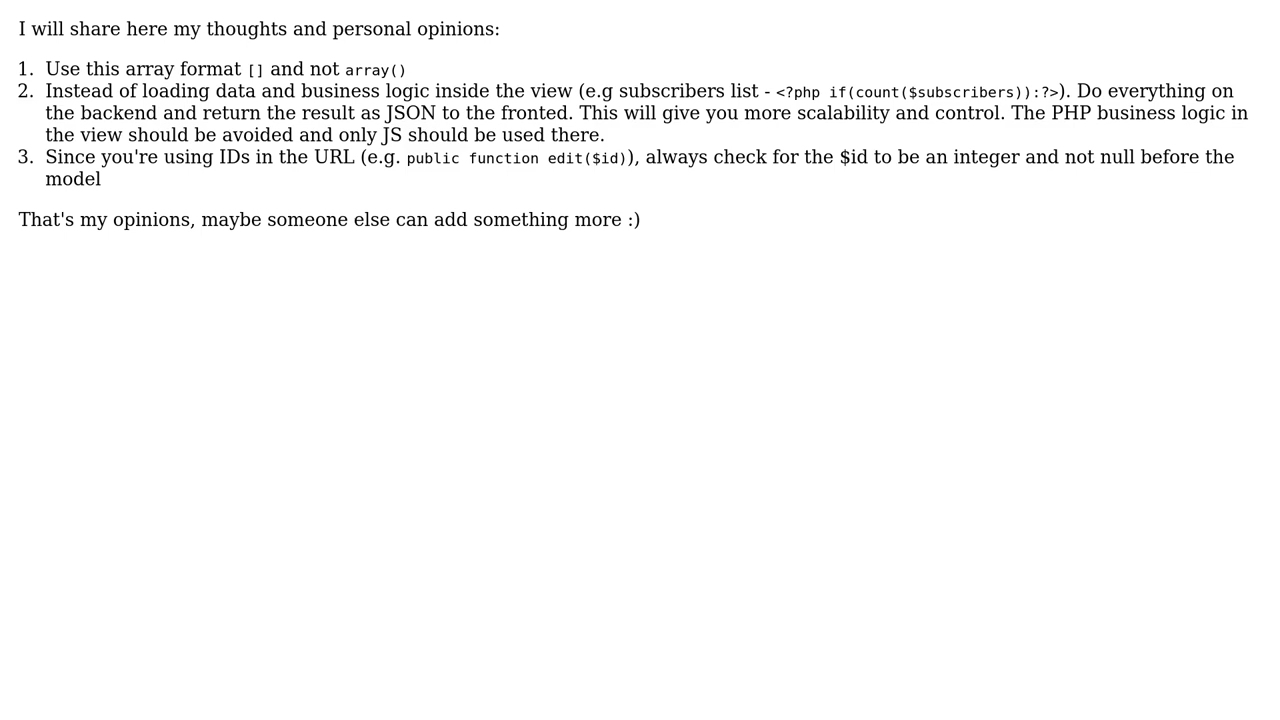 I will share here my thoughts and personal opinions:
1. Use this array format [] and not array()
2. Instead of loading data and business logic inside the view (e.g subscribers list - <?php if(count($subscribers)):?>). Do everything on
the backend and return the result as JSON to the fronted. This will give you more scalability and control. The PHP business logic in
the view should be avoided and only JS should be used there.
3. Since you're using IDs in the URL (e.g. public function edit($id)), always check for the $id to be an integer and not null before the
model
That's my opinions, maybe someone else can add something more :)